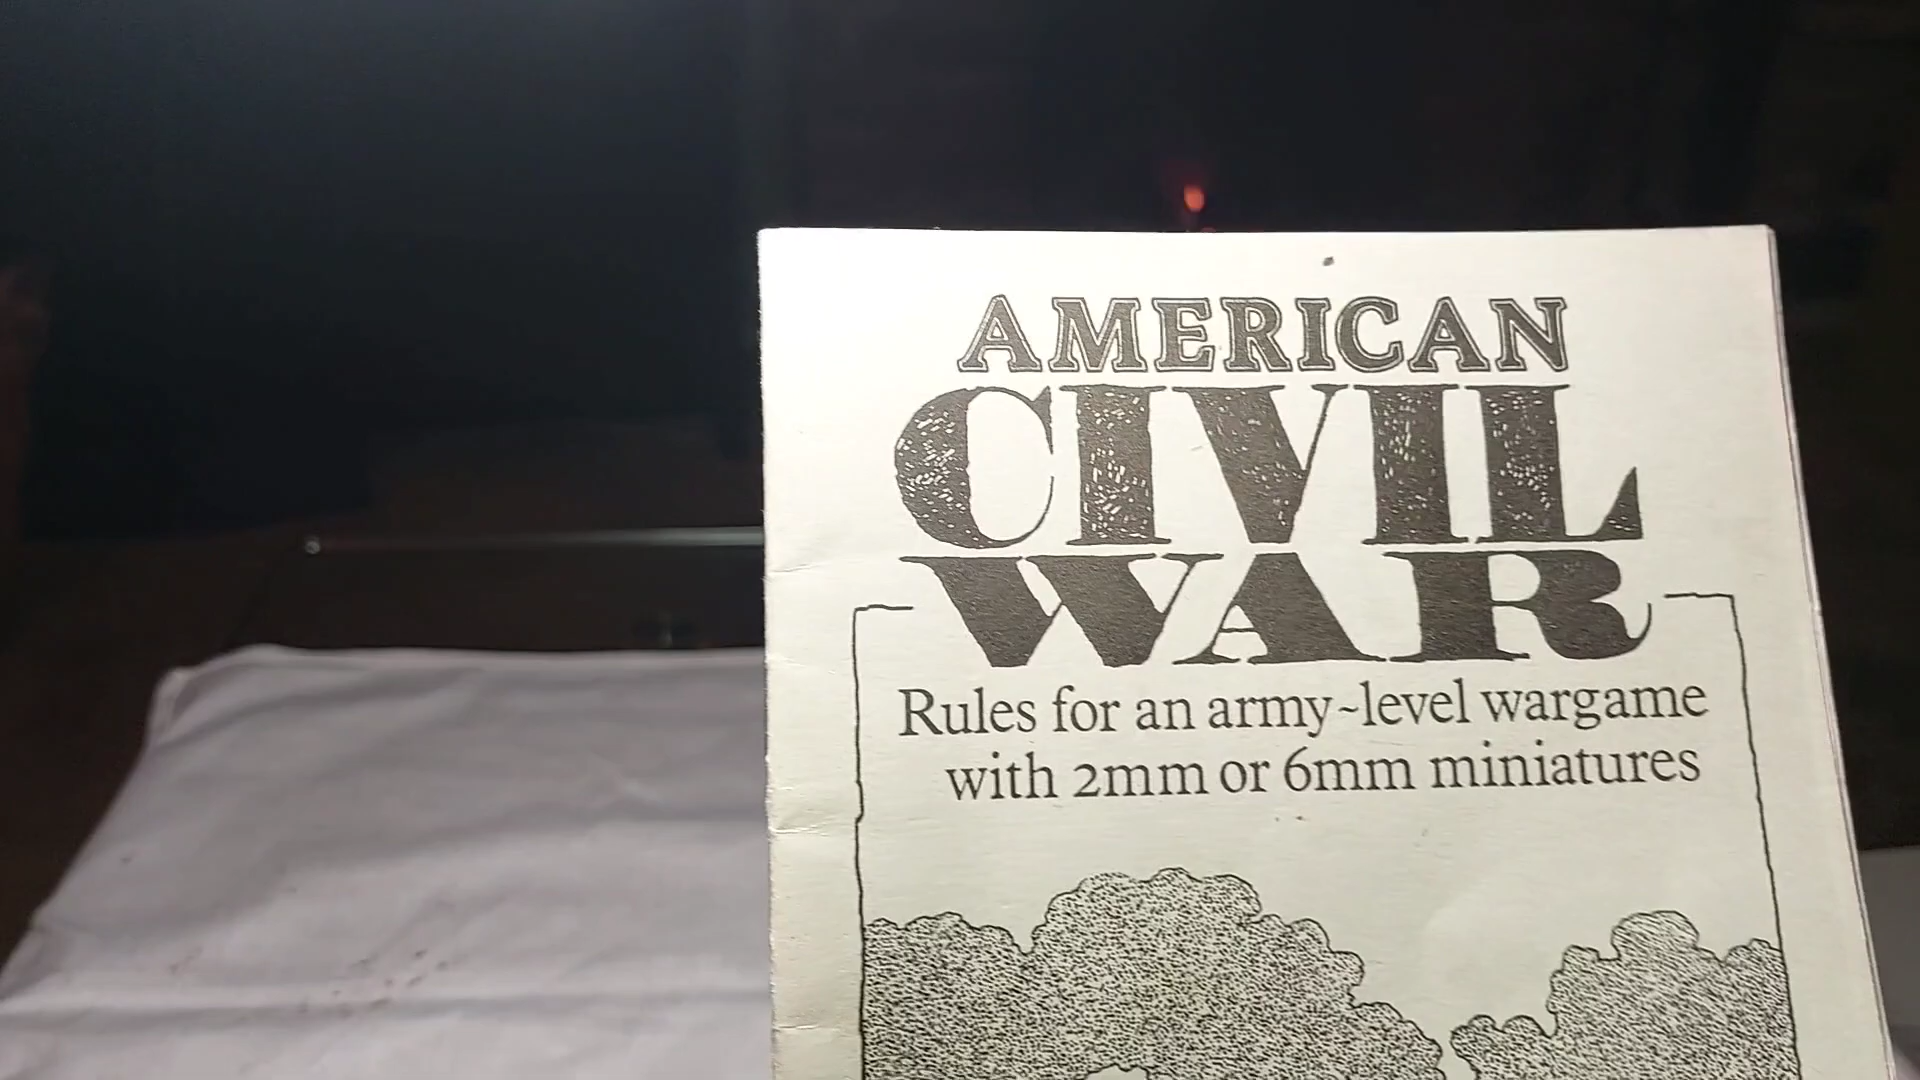 AMERICAN
CIVIL
WAR
Rules for an army-level wargame
with 2mm or 6mm miniatures